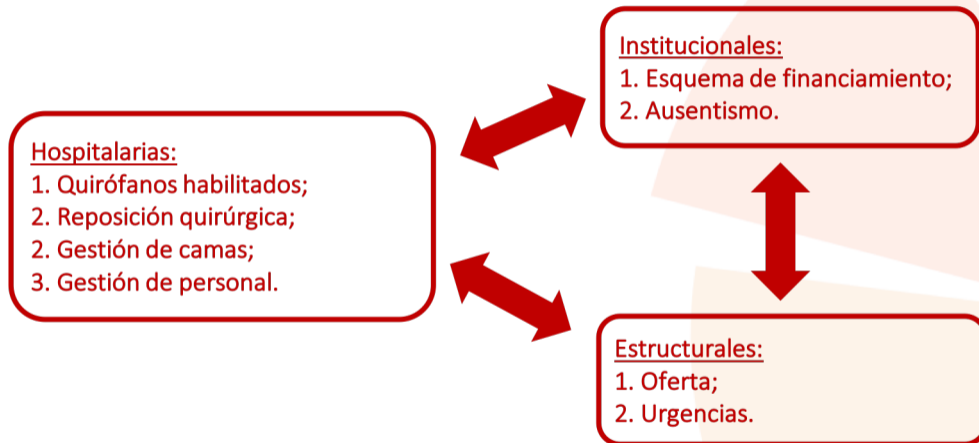 Institucionales:
1. Esquema de financiamiento;
2. Ausentismo.
Hospitalarias:
1. Quirófanos habilitados;
2. Reposición quirúrgica;
2. Gestión de camas;
3. Gestión de personal.
Estructurales:
1. Oferta;
2. Urgencias.